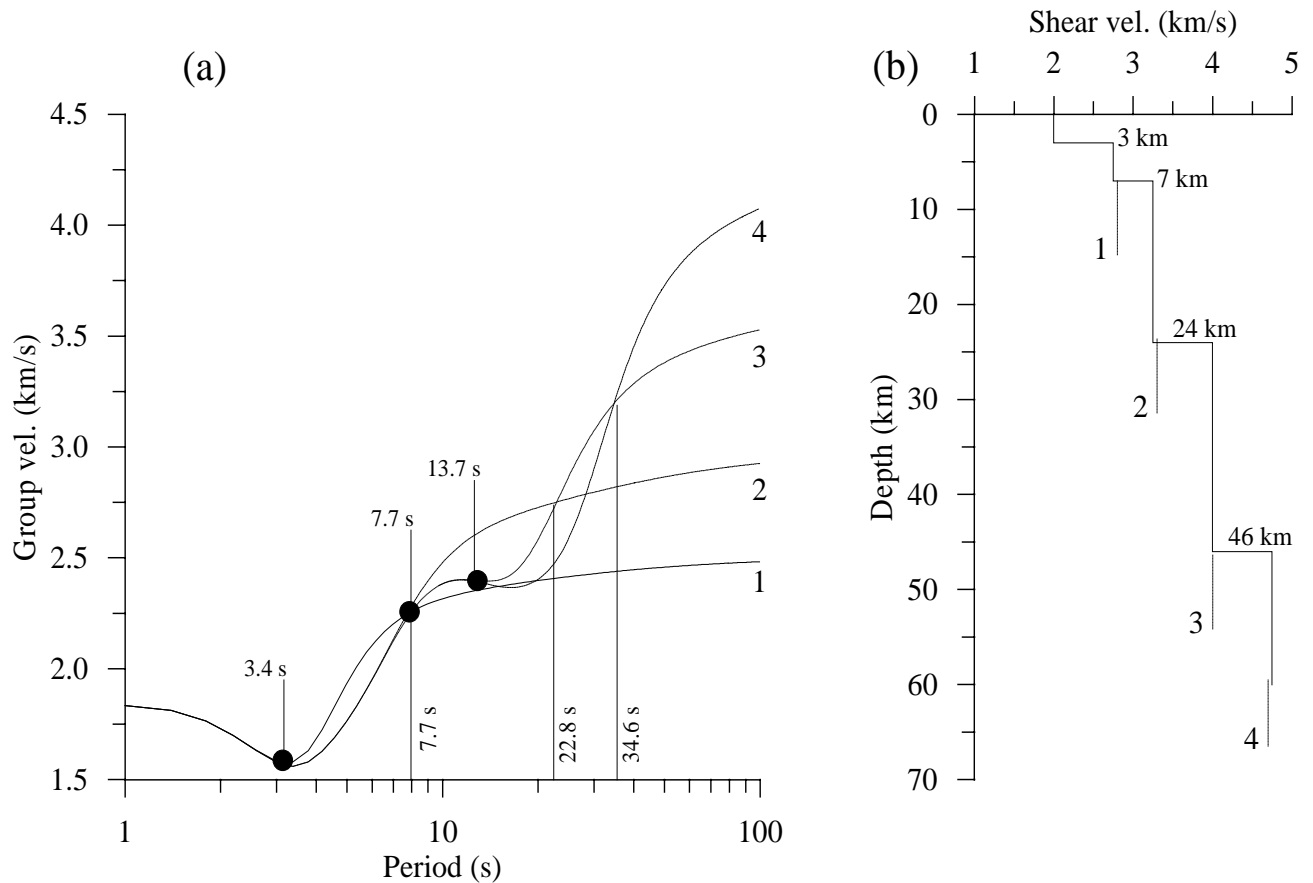 (a)
4.5
4.0
3.5
3.0
2.5
2.0
1.5
Group vel. (km/s)
4
3
2
1
13.7 s
7.7 s
3.4 s
7.7 s
22.8 s
34.6 s
1
10
100
Period (s)
(b)
Shear vel. (km/s)
1
2
3
4
5
0
10
20
30
40
50
60
70
Depth (km)
3 km
7 km
1
24 km
2
46 km
3
4